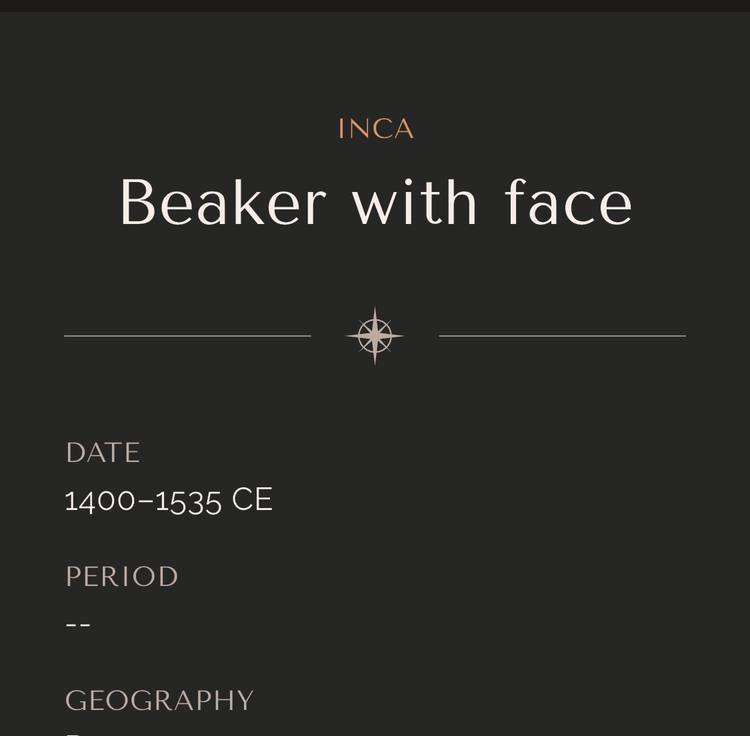 INCA
Beaker with face
DATE
1400–1535 CE
PERIOD
--
GEOGRAPHY